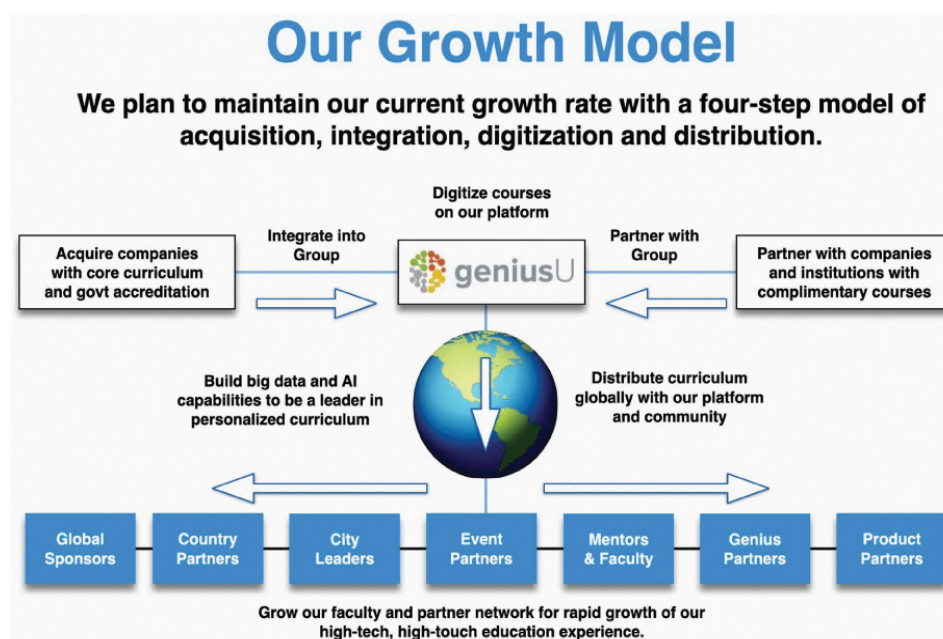 Our Growth Model
We plan to maintain our current growth rate with a four-step model of
acquisition, integration, digitization and distribution.
Digitize courses
on our platform
Acquire companies
with core curriculum
and govt accreditation
Integrate into
Group
geniusU
Partner with
Group
Partner with companies
and institutions with
complimentary courses
Build big data and AI
capabilities to be a leader in
personalized curriculum
Distribute curriculum
globally with our platform
and community
Global
Sponsors
Country
Partners
City
Leaders
Event
Partners
Mentors
& Faculty
Genius
Partners
Product
Partners
Grow our faculty and partner network for rapid growth of our
high-tech, high-touch education experience.